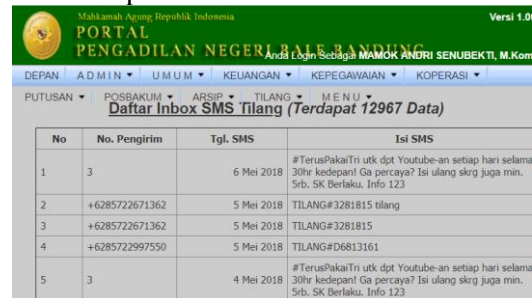 Mahkamah Agung Republik Indonesia
Versi 1.0
PORTAL
PENGADILAN NEGERI BALE BANDUNG
Anda Login Sebagai MAMOK ANDRI SENUBEKTI, M.Kom
DEPAN ADMIN UMUM KEUANGAN KEPEGAWAIAN KOPERASI
PUTUSAN POSBAKUM ARSIP TILANG MENU
Daftar Inbox SMS Tilang (Terdapat 12967 Data)
No No. Pengirim Tgl. SMS Isi SMS
#TerusPakaiTri utk dpt Youtube-an setiap hari selama
1 3 6 Mei 2018 30hr kedepan! Ga percaya? Isi ulang skrg juga min.
5rb. SK Berlaku. Info 123
2 +6285722671362 5 Mei 2018 TILANG#3281815 tilang
3 +6285722671362 5 Mei 2018 TILANG#3281815
4 +6285722997550 5 Mei 2018 TILANG#D6813161
#TerusPakaiTri utk dpt Youtube-an setiap hari selama
5 3 4 Mei 2018 30hr kedepan! Ga percaya? Isi ulang skrg juga min.
5rb. SK Berlaku. Info 123